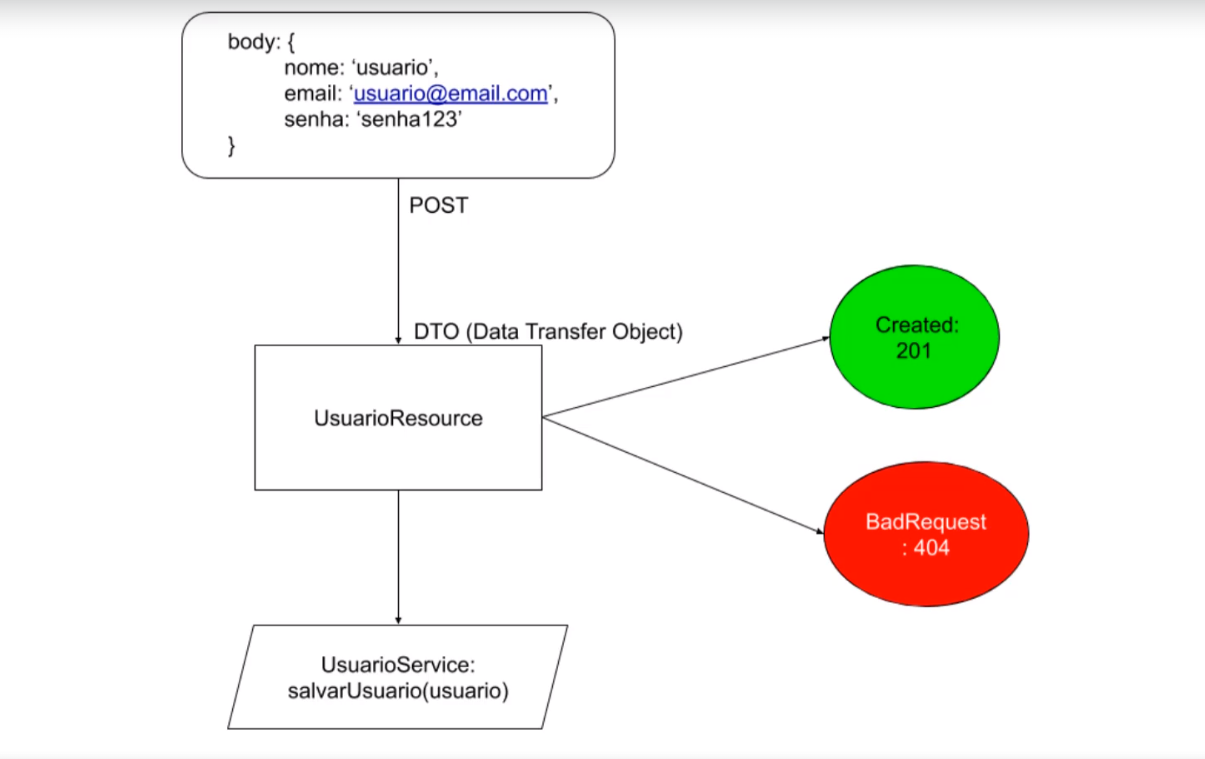 body: {
nome: ‘usuario’,
email: ‘usuario@email.com’,
senha: ‘senha123’
}
POST
DTO (Data Transfer Object)
UsuarioResource
Created:
201
BadRequest
: 404
UsuarioService:
salvarUsuario(usuario)